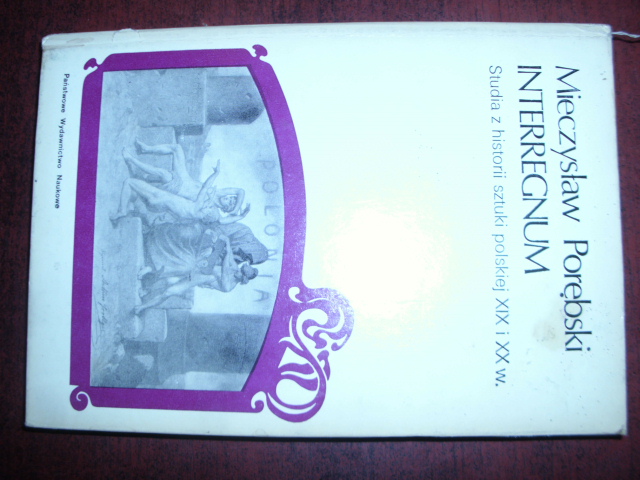 Mieczysław Porębski
INTERREGNUM
Studia z historii sztuki polskiej XIX i XX w.
POLONIA
Państwowe Wydawnictwo Naukowe